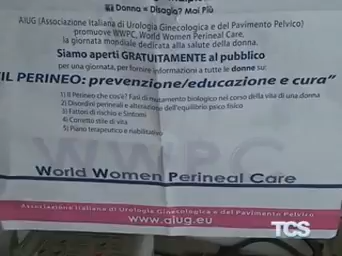 Donna = Disagio? Mai Più
AIUG (Associazione Italiana di Urologia Ginecologica e del Pavimento Pelvico)
promuove WWPC, World Women Perineal Care,
la giornata mondiale dedicata alla salute della donna.
Siamo aperti GRATUITAMENTE al pubblico
per una giornata, per fornire informazioni a tutte le donne su:
"IL PERINEO: prevenzione/educazione e cura"
1) Il Perineo che cos'è? Fasi di mutamento biologico nel corso della vita di una donna
2) Disordini perineali e alterazione dell'equilibrio psico fisico
3) Fattori di rischio e Sintomi
4) Corretto stile di vita
5) Piano terapeutico e riabilitativo
WWPC
World Women Perineal Care
Associazione Italiana di Urologia Ginecologica e del Pavimento Pelvico
www.aiug.eu
TCS